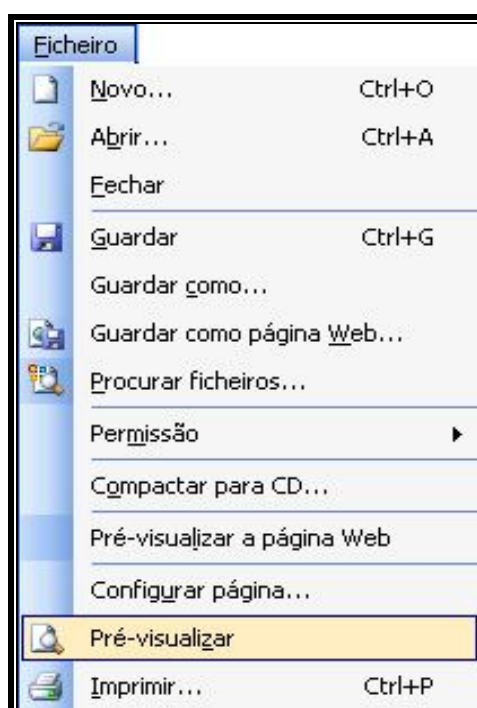 Ficheiro
Novo... Ctrl+O
Abrir... Ctrl+A
Fechar
Guardar Ctrl+G
Guardar como...
Guardar como página Web...
Procurar ficheiros...
Permissão
Compactar para CD...
Pré-visualizar a página Web
Configurar página...
Pré-visualizar
Imprimir... Ctrl+P